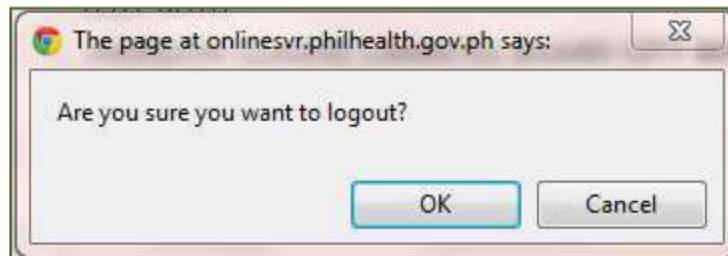 The page at onlinesvr.philhealth.gov.ph says:
Are you sure you want to logout?
OK
Cancel